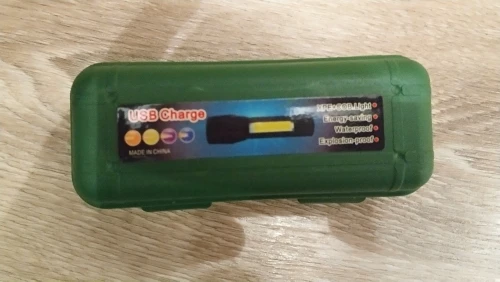 USB Charge
MADE IN CHINA
XPE+COB Light
Energy-saving
Waterproof
Explosion-proof